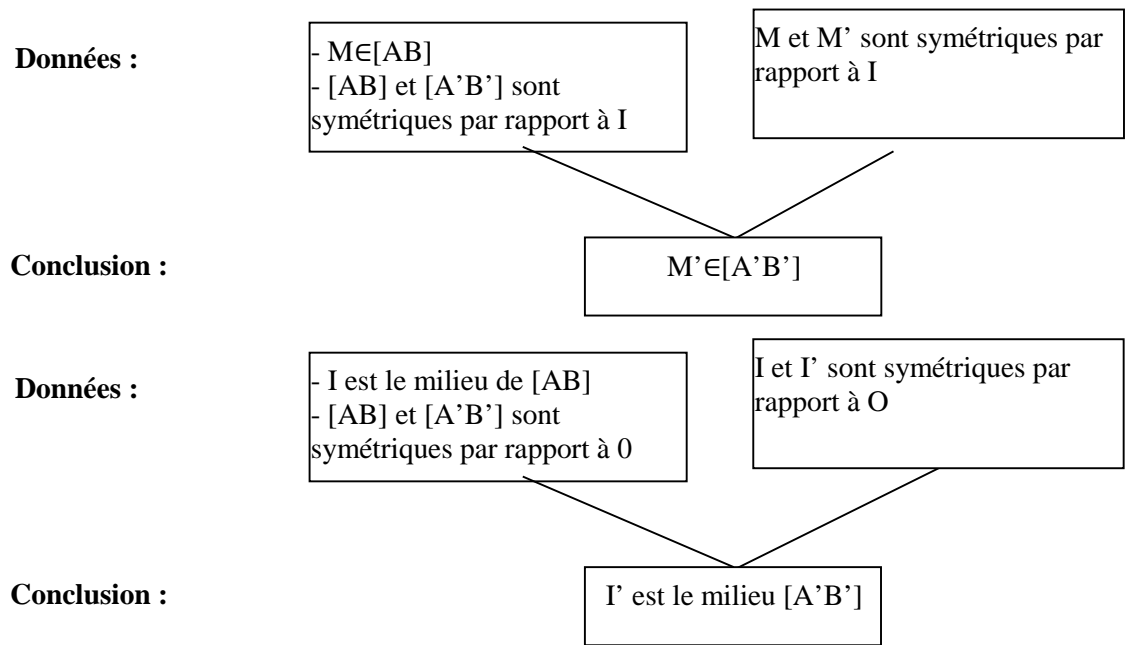 Données :
- M∈[AB]
- [AB] et [A’B’] sont
symétriques par rapport à I
M et M’ sont symétriques par
rapport à I
Conclusion :
M’∈[A’B’]
Données :
- I est le milieu de [AB]
- [AB] et [A’B’] sont
symétriques par rapport à 0
I et I’ sont symétriques par
rapport à O
Conclusion :
I’ est le milieu [A’B’]